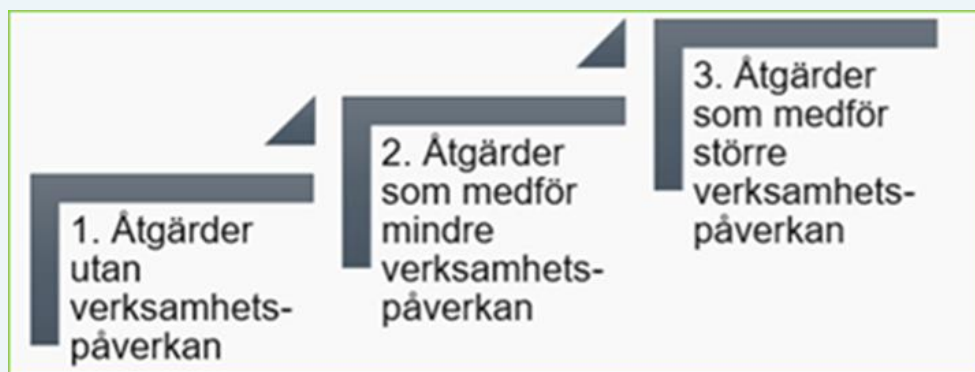 1. Åtgärder
utan
verksamhets-
påverkan
2. Åtgärder
som medför
mindre
verksamhets-
påverkan
3. Åtgärder
som medför
större
verksamhets-
påverkan